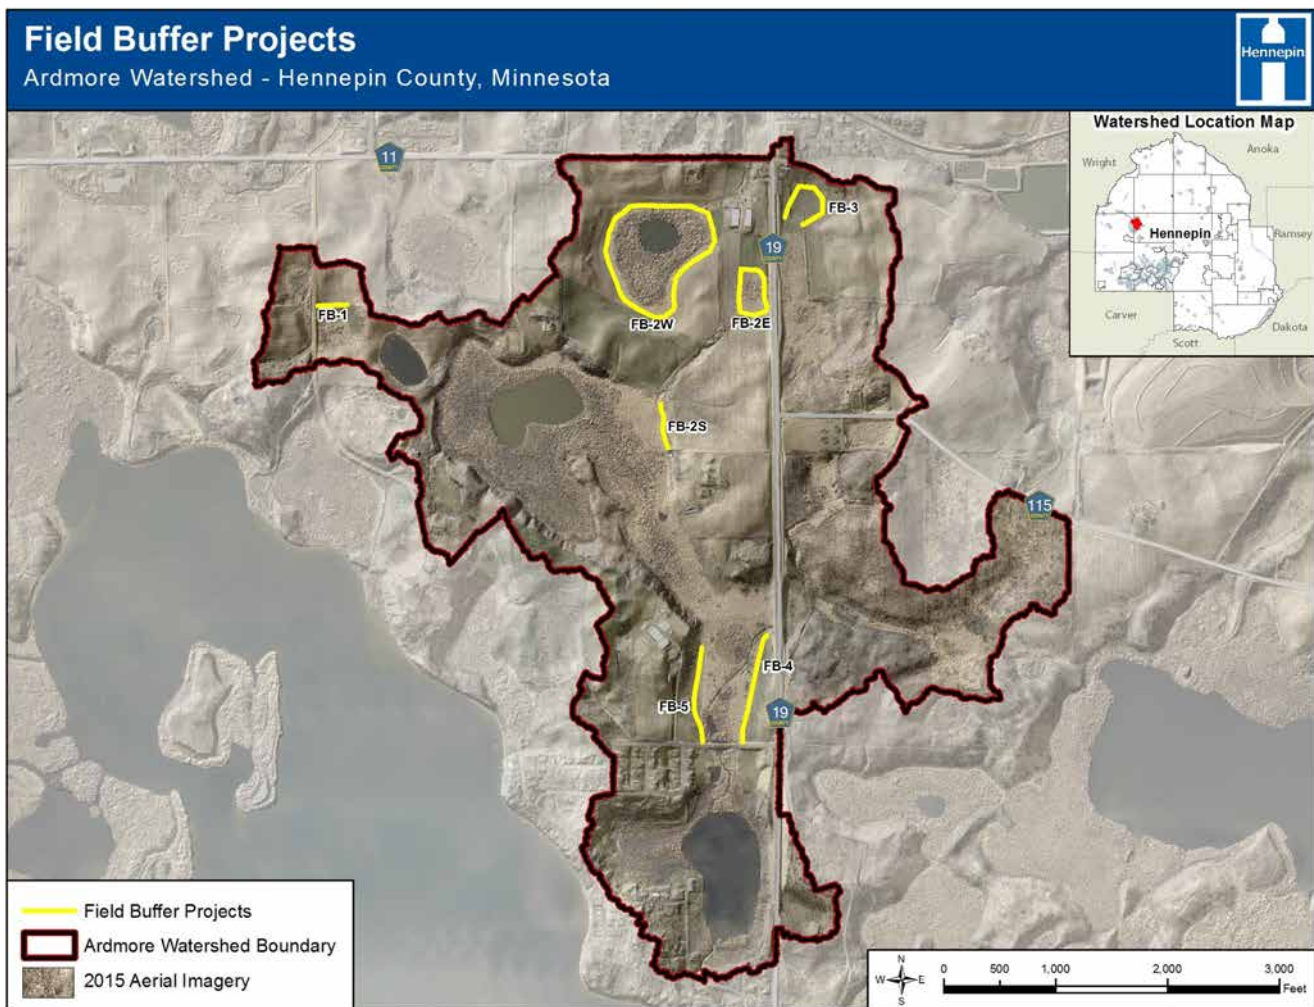 Field Buffer Projects
Ardmore Watershed - Hennepin County, Minnesota
Hennepin
Watershed Location Map
Wright
Anoka
Hennepin
Ramsey
Carver
Scott
Dakota
11
FB-3
19
FB-1
FB-2W
FB-2E
FB-2S
115
FB-4
FB-5
19
Field Buffer Projects
Ardmore Watershed Boundary
2015 Aerial Imagery
N
W E
S
0 500 1,000 2,000 3,000
Feet